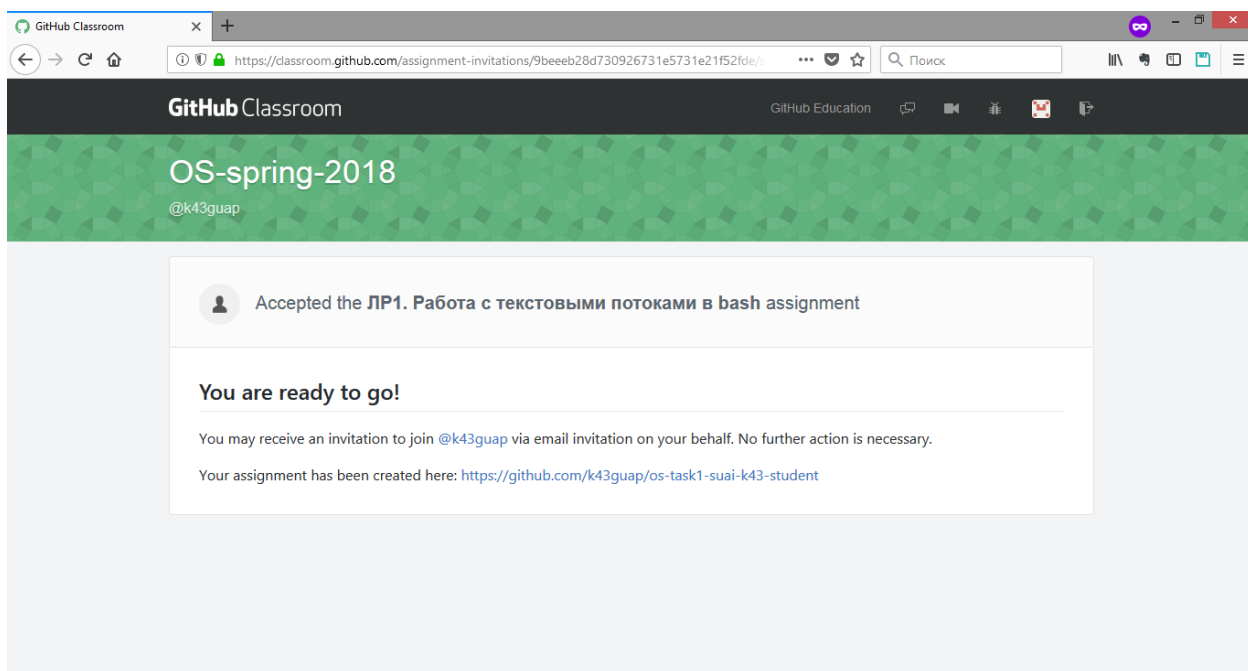 GitHub Classroom
https://classroom.github.com/assignment-invitations/9beeeb28d730926731e5731e21f52fde/
Поиск
GitHub Classroom
GitHub Education
OS-spring-2018
@k43guap
Accepted the ЛР1. Работа с текстовыми потоками в bash assignment
You are ready to go!
You may receive an invitation to join @k43guap via email invitation on your behalf. No further action is necessary.
Your assignment has been created here: https://github.com/k43guap/os-task1-suai-k43-student